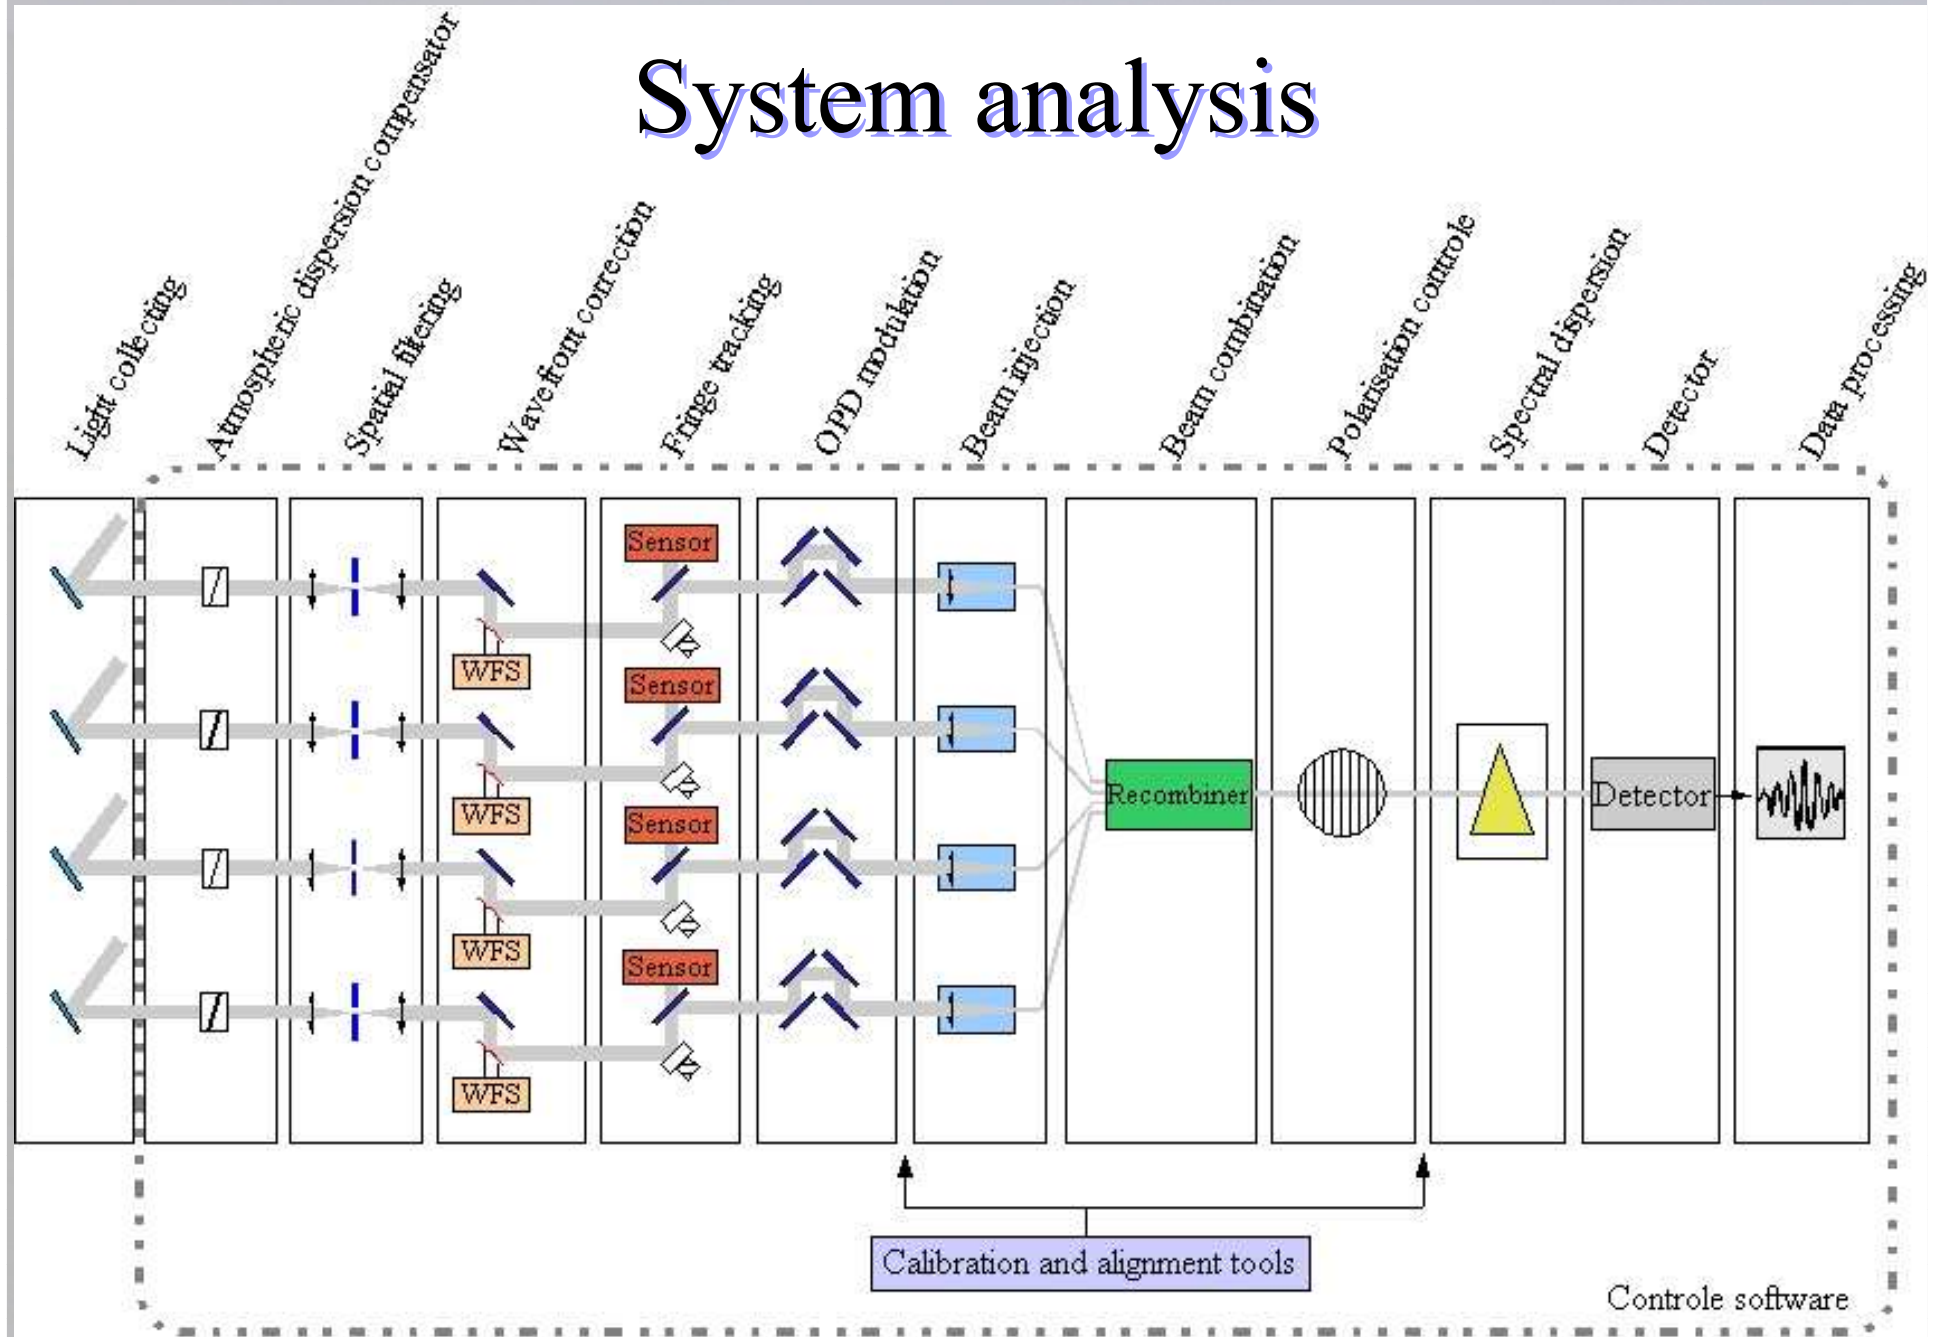 System analysis
Light collecting
Atmospheric dispersion compensator
Spatial filtering
Wavefront correction
Fringe tracking
OPD modulation
Beam injection
Beam combination
Polarisation controle
Spectral dispersion
Detector
Data processing
Sensor
WFS
Sensor
WFS
Recombiner
Detector
Sensor
WFS
Sensor
WFS
Calibration and alignment tools
Controle software